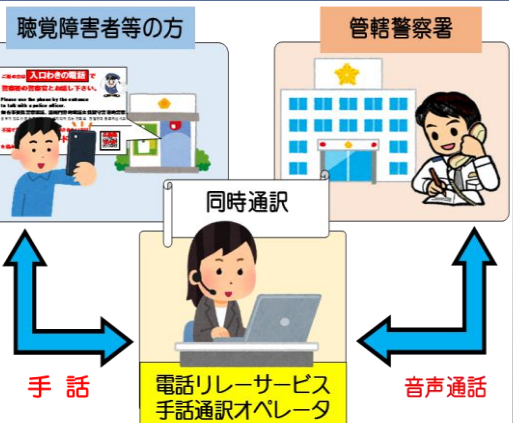 聴覚障害者等の方
管轄警察署
入口わきの電話 で
警察署の警察官とお話し下さい。
Please use the phone by the entrance
to talk with a police officer.
同時通訳
手 話
電話リレーサービス
手話通訳オペレータ
音声通話